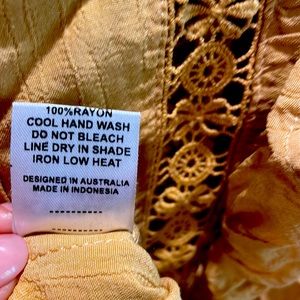 100%RAYON
COOL HAND WASH
DO NOT BLEACH
LINE DRY IN SHADE
IRON LOW HEAT
DESIGNED IN AUSTRALIA
MADE IN INDONESIA